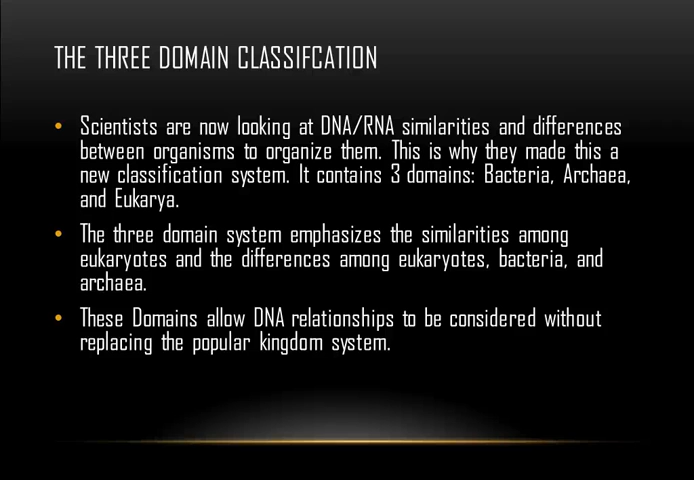 THE THREE DOMAIN CLASSIFCATION
• Scientists are now looking at DNA/RNA similarities and differences
between organisms to organize them. This is why they made this a
new classification system. It contains 3 domains: Bacteria, Archaea,
and Eukarya.
• The three domain system emphasizes the similarities among
eukaryotes and the differences among eukaryotes, bacteria, and
archaea.
• These Domains allow DNA relationships to be considered without
replacing the popular kingdom system.